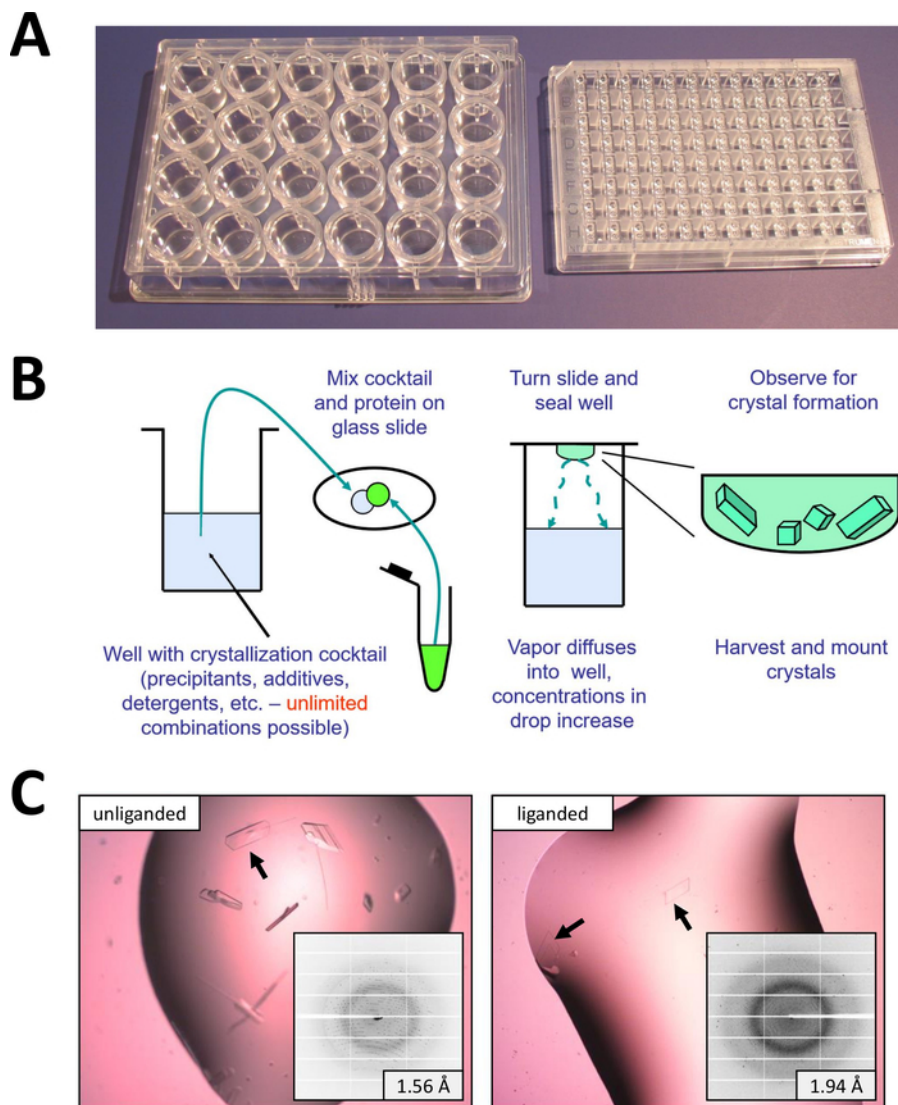 A
B
Mix cocktail
and protein on
glass slide
Turn slide and
seal well
Observe for
crystal formation
Well with crystallization cocktail
(precipitants, additives,
detergents, etc. – unlimited
combinations possible)
Vapor diffuses
into well,
concentrations in
drop increase
Harvest and mount
crystals
C
unliganded
1.56 Å
liganded
1.94 Å